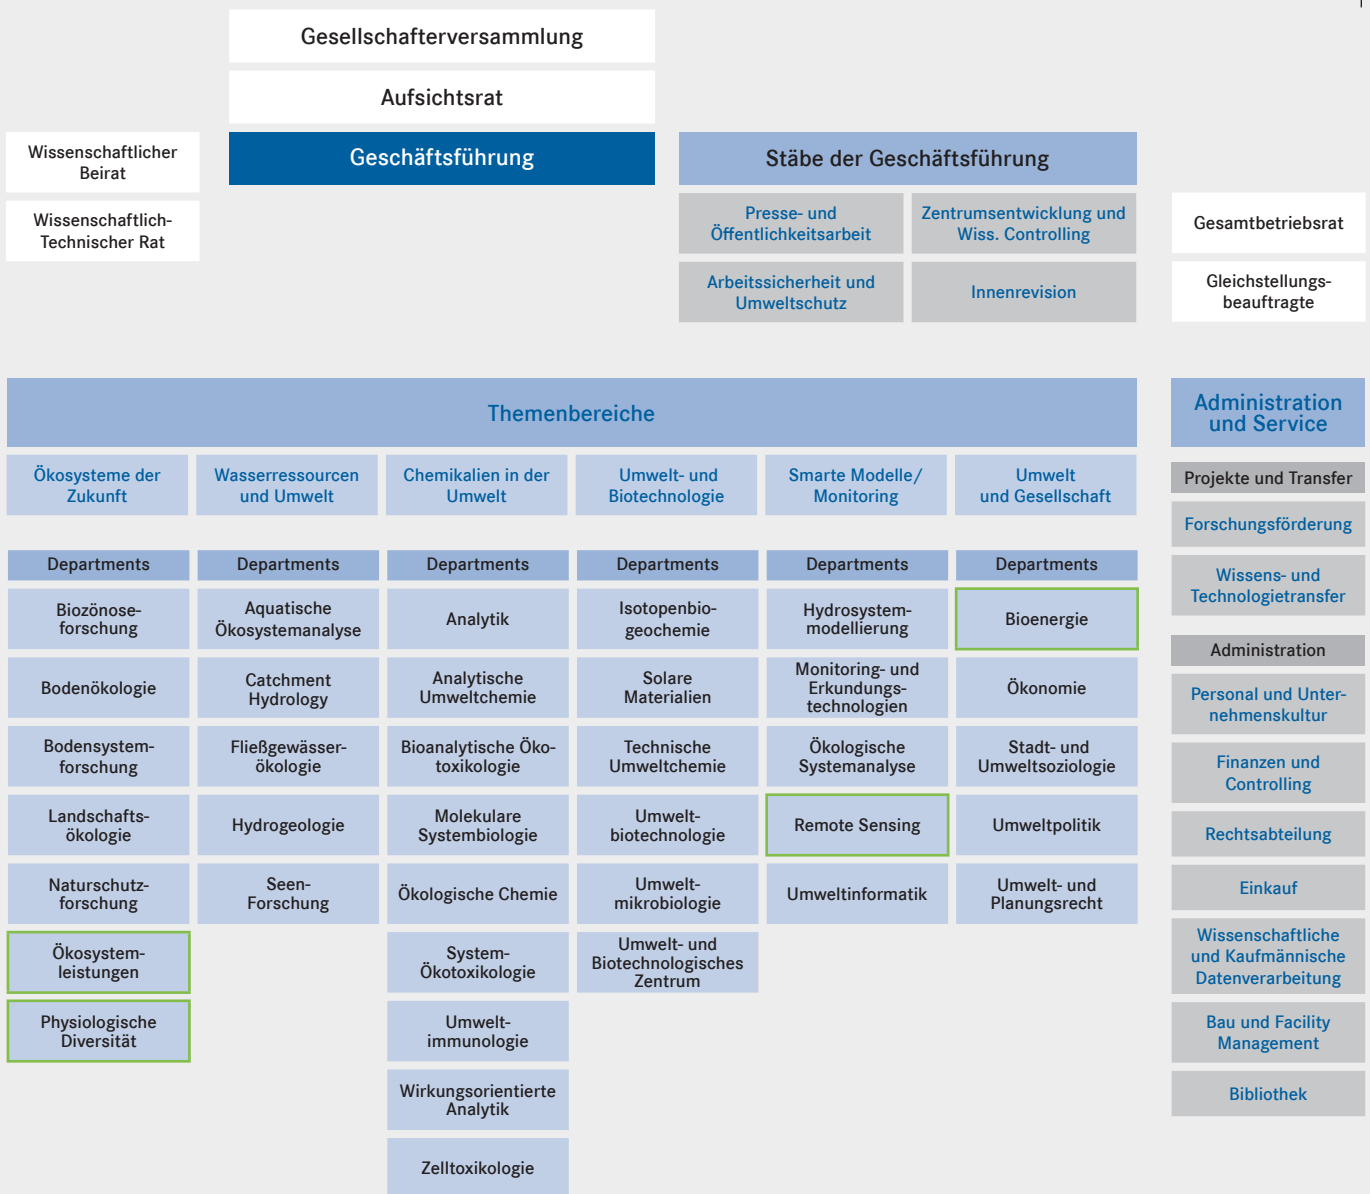 Gesellschafterversammlung
Aufsichtsrat
Geschäftsführung
Wissenschaftlicher
Beirat
Wissenschaftlich-
Technischer Rat
Stäbe der Geschäftsführung
Presse- und
Öffentlichkeitsarbeit
Zentrumsentwicklung und
Wiss. Controlling
Arbeitssicherheit und
Umweltschutz
Innenrevision
Gesamtbetriebsrat
Gleichstellungs-
beauftragte
Themenbereiche
Ökosysteme der
Zukunft
Wasserressourcen
und Umwelt
Chemikalien in der
Umwelt
Umwelt- und
Biotechnologie
Smarte Modelle/
Monitoring
Umwelt
und Gesellschaft
Departments
Biozönose-
forschung
Bodenökologie
Bodensystem-
forschung
Landschafts-
ökologie
Naturschutz-
forschung
Ökosystem-
leistungen
Physiologische
Diversität
Departments
Aquatische
Ökosystemanalyse
Catchment
Hydrology
Fließgewässer-
ökologie
Hydrogeologie
Seen-
Forschung
Departments
Analytik
Analytische
Umweltchemie
Bioanalytische Öko-
toxikologie
Molekulare
Systembiologie
Ökologische Chemie
System-
Ökotoxikologie
Umwelt-
immunologie
Wirkungsorientierte
Analytik
Zelltoxikologie
Departments
Isotopenbio-
geochemie
Solare
Materialien
Technische
Umweltchemie
Umwelt-
biotechnologie
Umwelt-
mikrobiologie
Umwelt- und
Biotechnologisches
Zentrum
Departments
Hydrosystem-
modellierung
Monitoring- und
Erkundungs-
technologien
Ökologische
Systemanalyse
Remote Sensing
Umweltinformatik
Departments
Bioenergie
Ökonomie
Stadt- und
Umweltsoziologie
Umweltpolitik
Umwelt- und
Planungsrecht
Administration
und Service
Projekte und Transfer
Forschungsförderung
Wissens- und
Technologietransfer
Administration
Personal und Unter-
nehmenskultur
Finanzen und
Controlling
Rechtsabteilung
Einkauf
Wissenschaftliche
und Kaufmännische
Datenverarbeitung
Bau und Facility
Management
Bibliothek